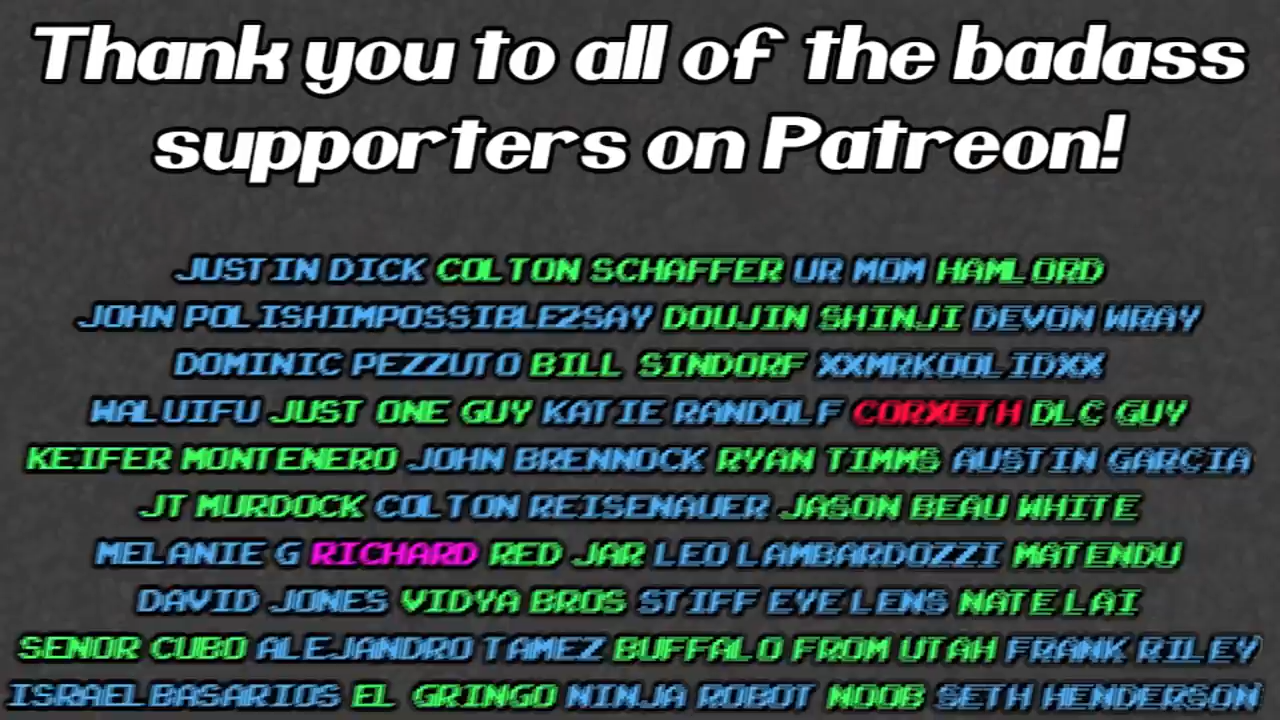 Thank you to all of the badass
supporters on Patreon!
JUSTIN DICK COLTON SCHAFFER UR MOM HAMLORD
JOHN POLISHIMPOSSIBLE2SAY DOUJIN SHINJI DEVON WRAY
DOMINIC PEZZUTO BILL SINDORF XXMRKOOLIDXX
WALUIFU JUST ONE GUY KATIE RANDOLF CORXETH DLC GUY
KEIFER MONTENERO JOHN BRENNOCK RYAN TIMMS AUSTIN GARCIA
JT MURDOCK COLTON REISENAUER JASON BEAU WHITE
MELANIE G RICHARD RED JAR LEO LAMBARDOZZI MATENDU
DAVID JONES VIDYA BROS STIFF EYE LENS NATE LAI
SENOR CUBO ALEJANDRO TAMEZ BUFFALO FROM UTAH FRANK RILEY
ISRAEL BASARIOS EL GRINGO NINJA ROBOT NOOB SETH HENDERSON